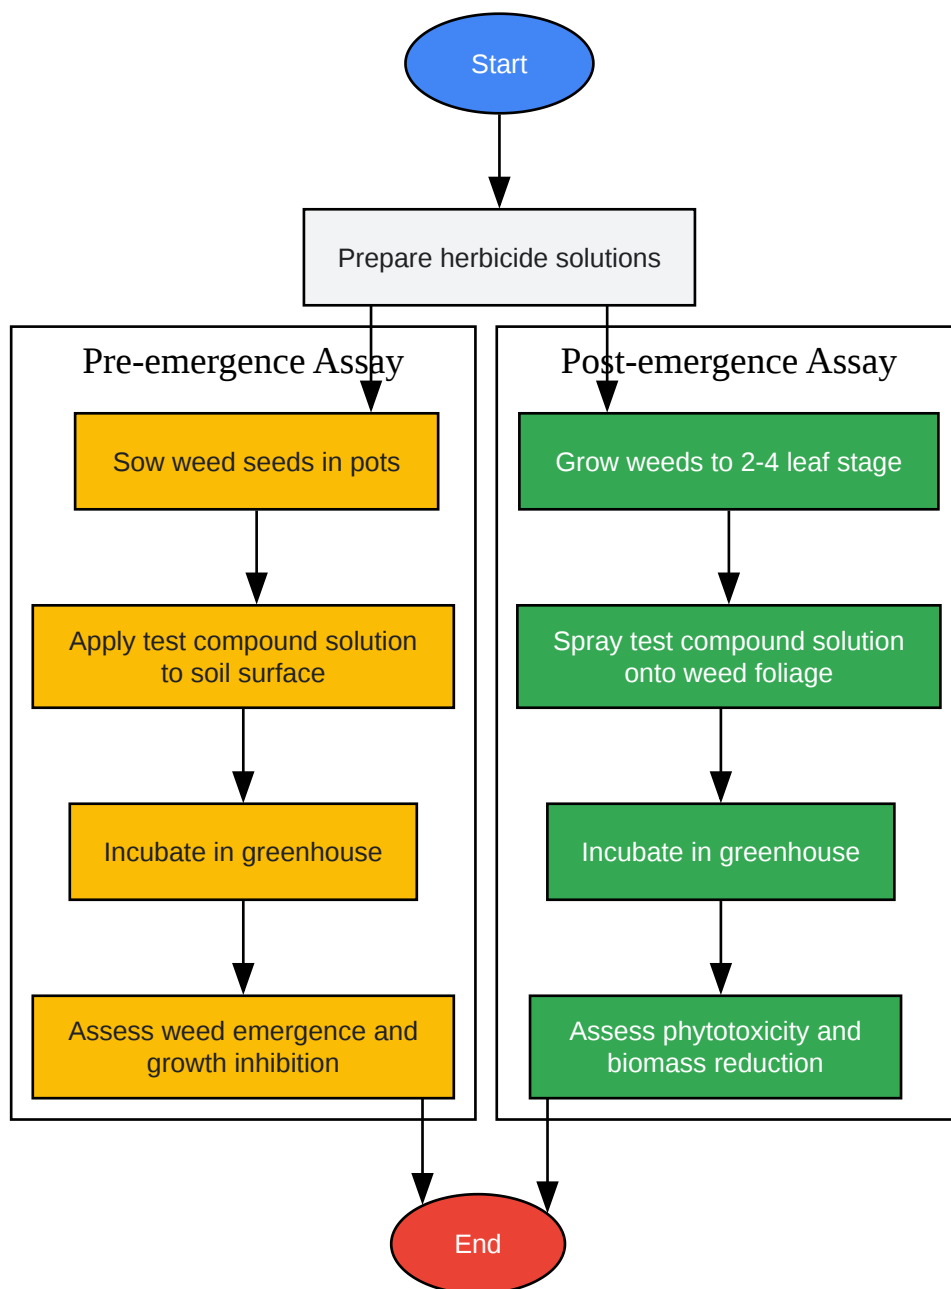 Start
Prepare herbicide solutions
Pre-emergence Assay
Sow weed seeds in pots
Apply test compound solution
to soil surface
Incubate in greenhouse
Assess weed emergence and
growth inhibition
Post-emergence Assay
Grow weeds to 2-4 leaf stage
Spray test compound solution
onto weed foliage
Incubate in greenhouse
Assess phytotoxicity and
biomass reduction
End